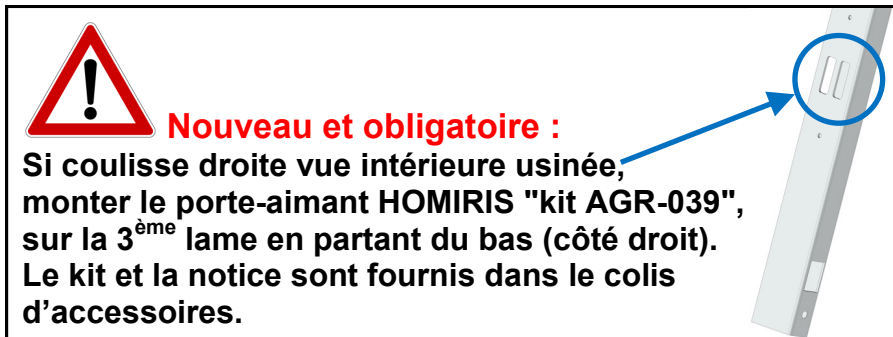 Nouveau et obligatoire :
Si coulisse droite vue intérieure usinée,
monter le porte-aimant HOMIRIS "kit AGR-039",
sur la 3ème lame en partant du bas (côté droit).
Le kit et la notice sont fournis dans le colis
d’accessoires.